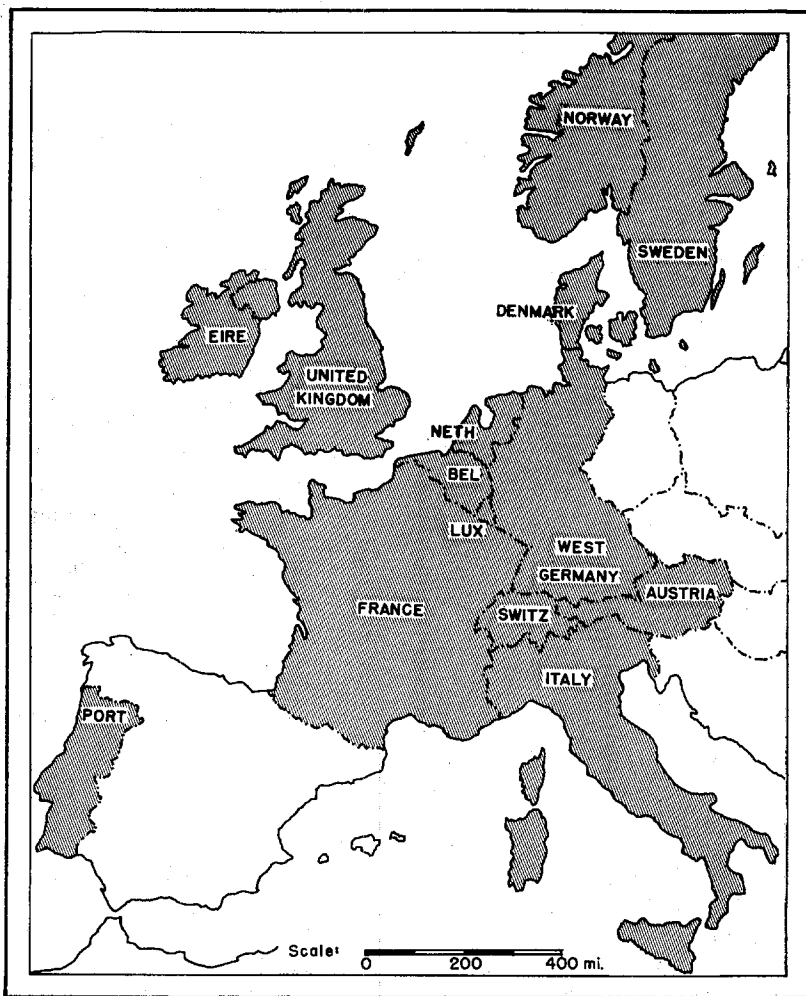 NORWAY
SWEDEN
DENMARK
EIRE
UNITED
KINGDOM
NETH
BEL
LUX
WEST
GERMANY
AUSTRIA
FRANCE
SWITZ
ITALY
PORT
Scale:
0 200 400 mi.